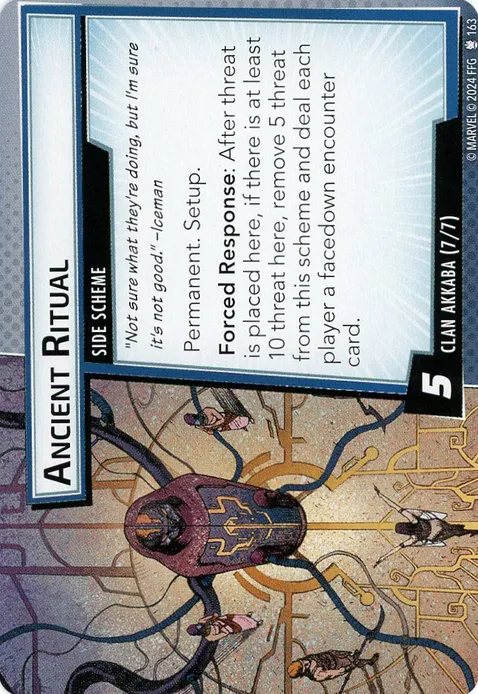 ANCIENT RITUAL
SIDE SCHEME
"Not sure what they're doing, but I'm sure
it's not good." –Iceman
Permanent. Setup.
Forced Response: After threat
is placed here, if there is at least
10 threat here, remove 5 threat
from this scheme and deal each
player a facedown encounter
card.
5
CLAN AKKABA (7/7)
© MARVEL © 2024 FFG 163